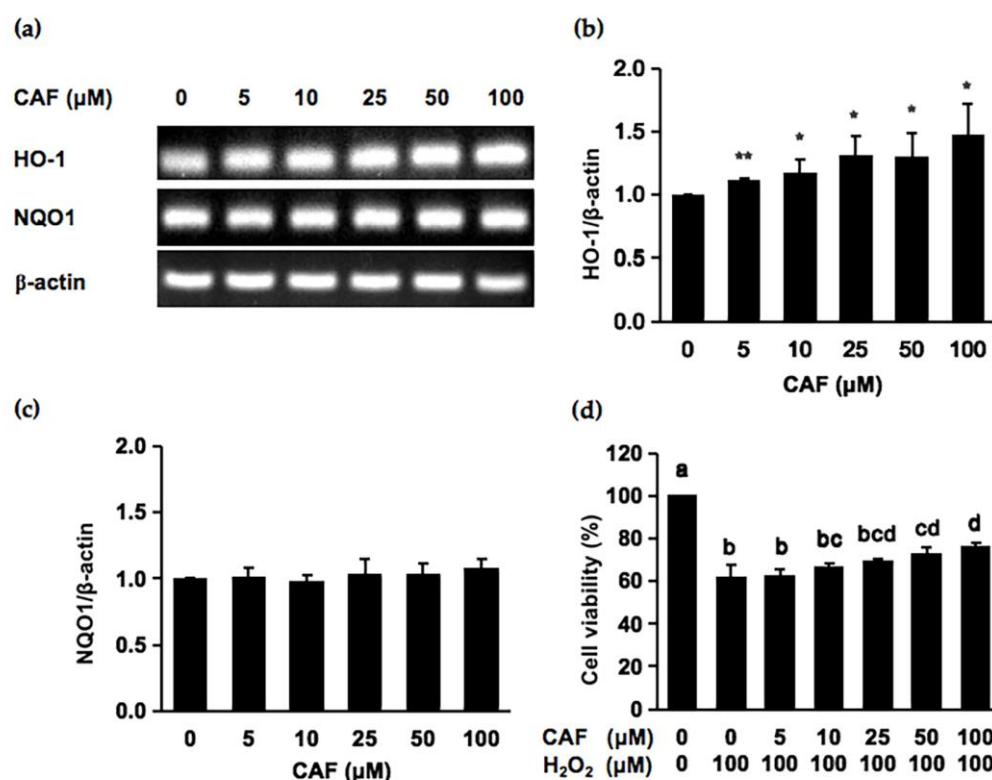 (a)
CAF (µM) 0 5 10 25 50 100
HO-1
NQO1
β-actin
(b)
HO-1/β-actin
2.0
1.5
1.0
0.5
0.0
** * * * *
0 5 10 25 50 100
CAF (µM)
(c)
NQO1/β-actin
2.0
1.5
1.0
0.5
0.0
0 5 10 25 50 100
CAF (µM)
(d)
Cell viability (%)
120
100
80
60
40
20
0
a b b bc bcd cd d
CAF (µM) 0 0 5 10 25 50 100
H₂O₂ (µM) 0 100 100 100 100 100 100